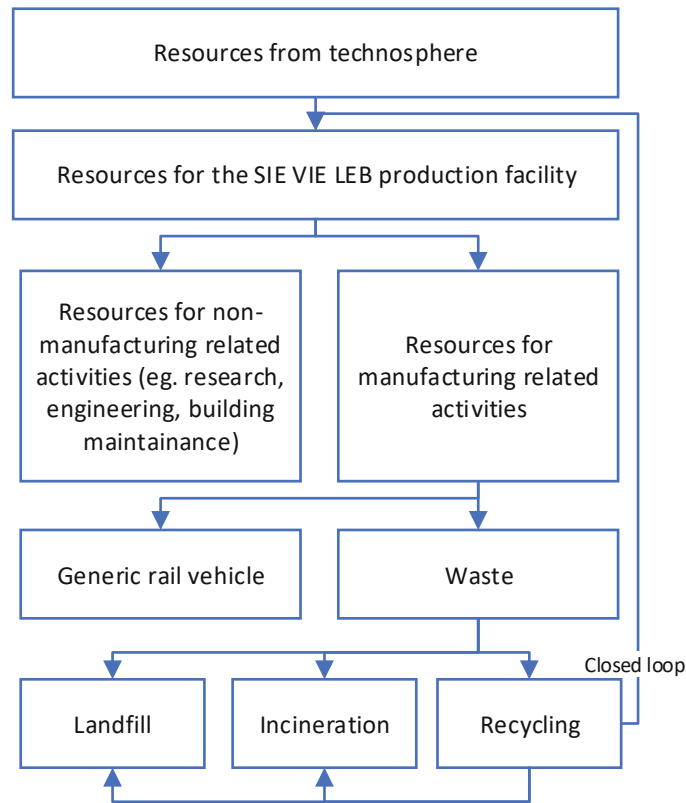 Resources from technosphere
Resources for the SIE VIE LEB production facility
Resources for non-
manufacturing related
activities (eg. research,
engineering, building
maintainance)
Resources for
manufacturing related
activities
Generic rail vehicle
Waste
Closed loop
Landfill
Incineration
Recycling